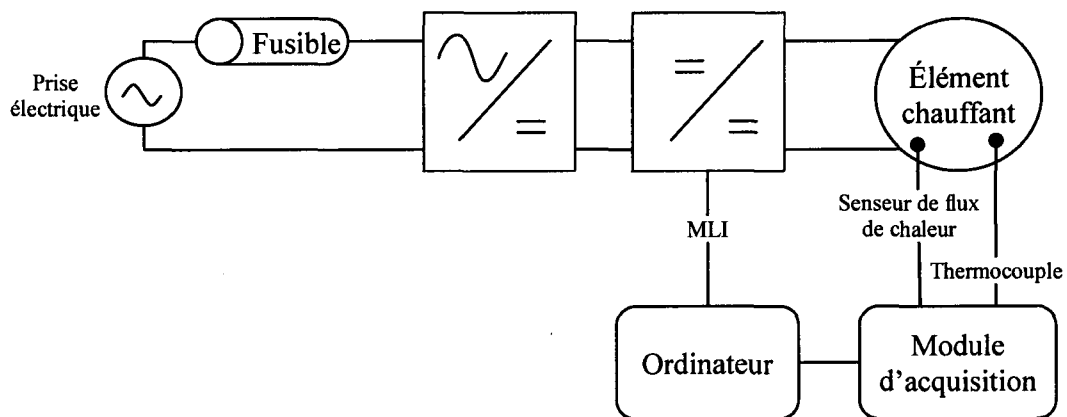 Fusible
Prise
électrique
Élément
chauffant
Senseur de flux
de chaleur
MLI
Thermocouple
Ordinateur
Module
d'acquisition